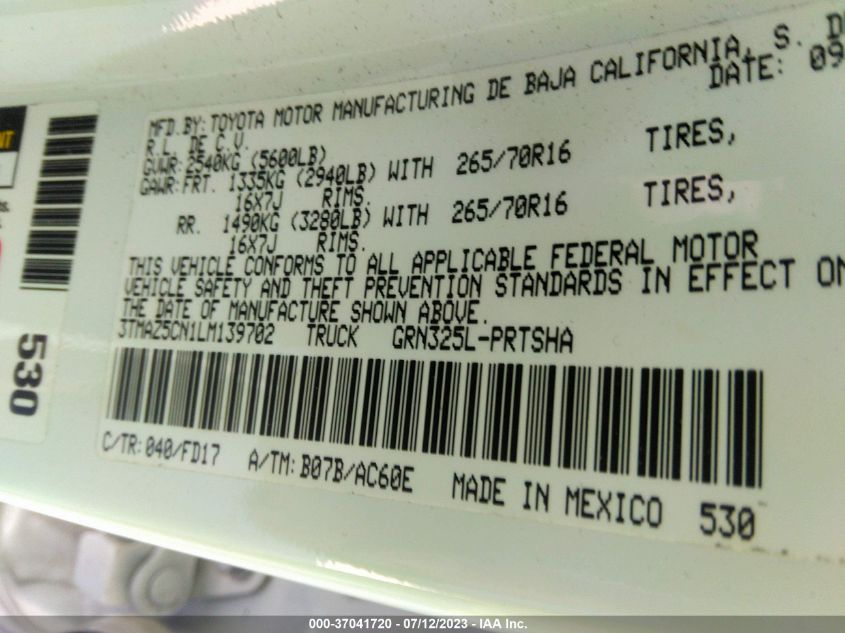 MFD.BY: TOYOTA MOTOR MANUFACTURING DE BAJA CALIFORNIA, S. D
R.L. DE C.V. DATE: 09
GVWR: 2540KG (5600LB)
GAWR: FRT. 1335KG (2940LB) WITH 265/70R16 TIRES,
16X7J RIMS.
RR. 1490KG (3280LB) WITH 265/70R16 TIRES,
16X7J RIMS.
THIS VEHICLE CONFORMS TO ALL APPLICABLE FEDERAL MOTOR
VEHICLE SAFETY AND THEFT PREVENTION STANDARDS IN EFFECT ON
THE DATE OF MANUFACTURE SHOWN ABOVE.
3TMAZ5CN1LM139702 TRUCK GRN325L-PRTSHA
C/TR: 040/FD17 A/TM: B07B/AC60E MADE IN MEXICO 530
530
000-37041720 - 07/12/2023 - IAA Inc.